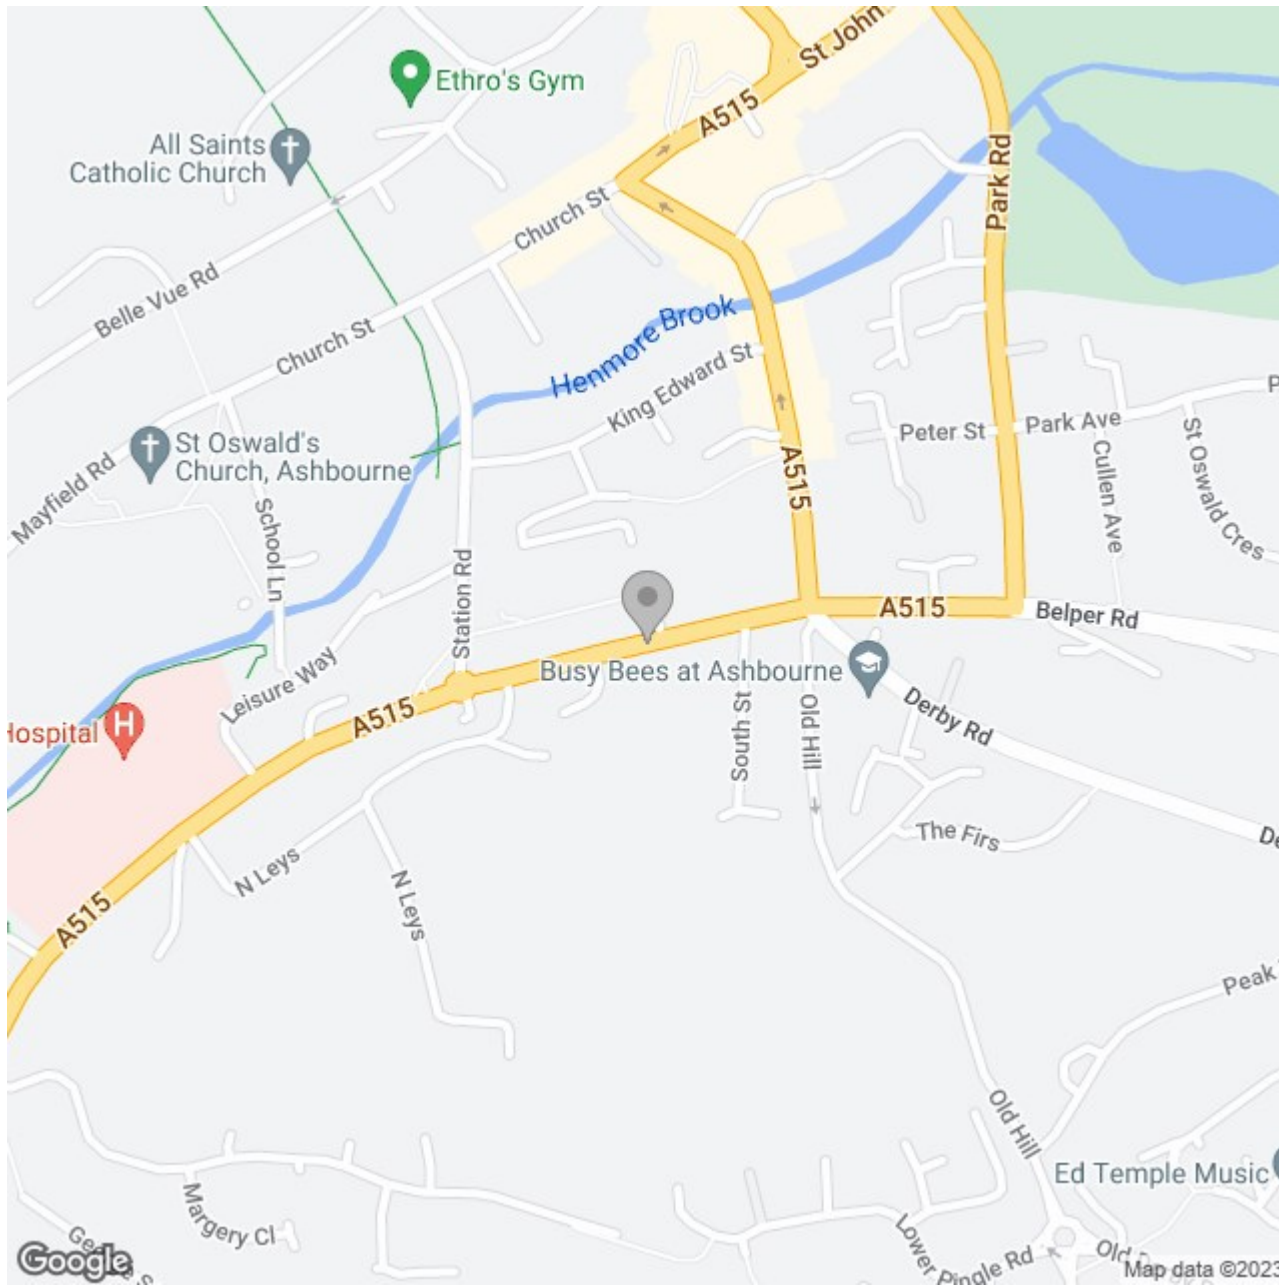 St John
Ethro's Gym
A515
All Saints
Catholic Church
Park Rd
Church St
Belle Vue Rd
Henmore Brook
Church St
King Edward St
Peter St
Park Ave
St Oswald's
Church, Ashbourne
Mayfield Rd
School Ln
A515
Cullen Ave
St Oswald Cres
Station Rd
A515
Belper Rd
Busy Bees at Ashbourne
Leisure Way
A515
Hospital
South St
Old Hill
Derby Rd
The Firs
N Leys
N Leys
A515
Peak
Old Hill
Ed Temple Music
Margery Cl
Lower Pingle Rd
Old
Google
Map data ©2023